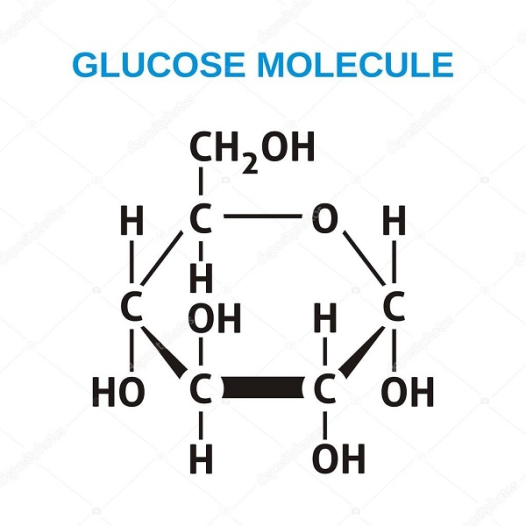 GLUCOSE MOLECULE
CH2OH
H C O H
H
C OH H C
HO C C OH
H OH